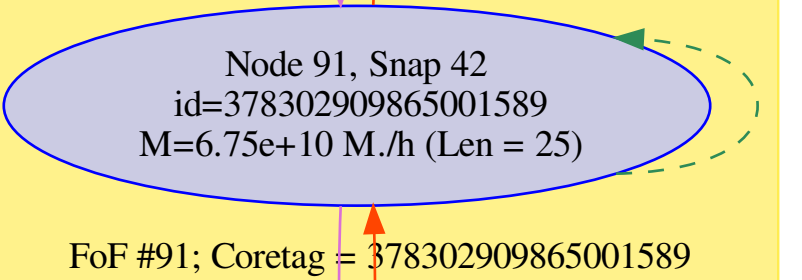 Node 91, Snap 42
id=378302909865001589
M=6.75e+10 M./h (Len = 25)
FoF #91; Coretag = 378302909865001589